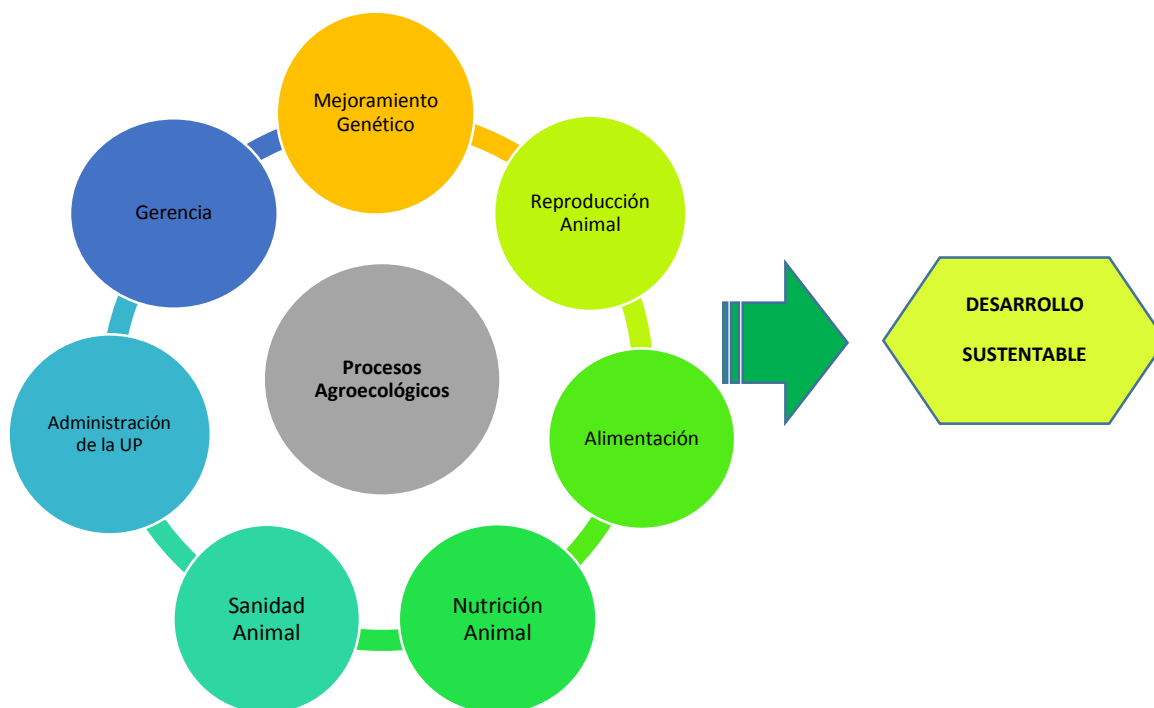 Mejoramiento
Genético
Reproducción
Animal
Gerencia
DESARROLLO
SUSTENTABLE
Procesos
Agroecológicos
Alimentación
Administración
de la UP
Nutrición
Animal
Sanidad
Animal